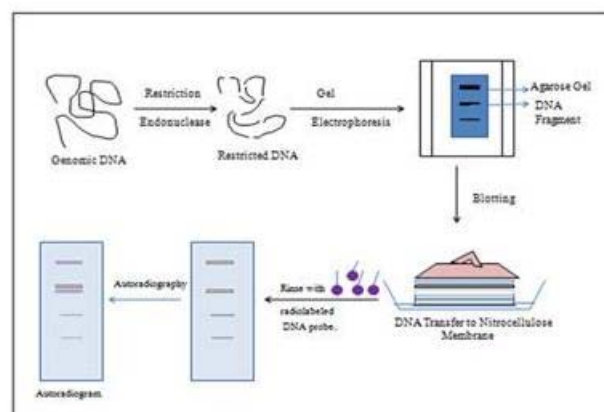 Restriction
Endonuclease
Genomic DNA
Restricted DNA
Gel
Electrophoresis
Agarose Gel
DNA
Fragment
Blotting
Autoradiography
Rinse with
radiolabeled
DNA probe.
DNA Transfer to Nitrocellulose
Membrane
Autoradiogram